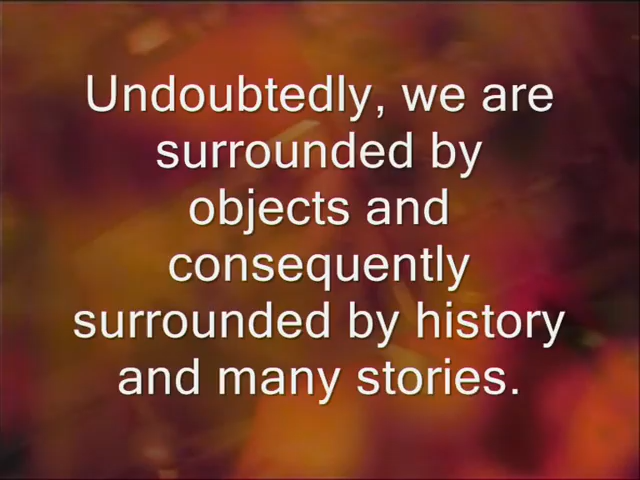 Undoubtedly, we are
surrounded by
objects and
consequently
surrounded by history
and many stories.